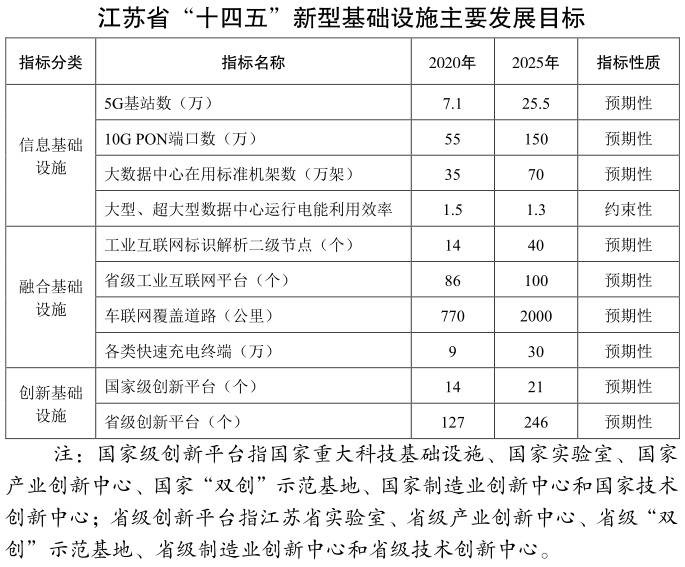 江苏省“十四五”新型基础设施主要发展目标
指标分类 指标名称 2020年 2025年 指标性质
信息基础设施
5G基站数（万） 7.1 25.5 预期性
10G PON端口数（万） 55 150 预期性
大数据中心在用标准机架数（万架） 35 70 预期性
大型、超大型数据中心运行电能利用效率 1.5 1.3 约束性
融合基础设施
工业互联网标识解析二级节点（个） 14 40 预期性
省级工业互联网平台（个） 86 100 预期性
车联网覆盖道路（公里） 770 2000 预期性
各类快速充电终端（万） 9 30 预期性
创新基础设施
国家级创新平台（个） 14 21 预期性
省级创新平台（个） 127 246 预期性
注：国家级创新平台指国家重大科技基础设施、国家实验室、国家
产业创新中心、国家“双创”示范基地、国家制造业创新中心和国家技术
创新中心；省级创新平台指江苏省实验室、省级产业创新中心、省级“双
创”示范基地、省级制造业创新中心和省级技术创新中心。